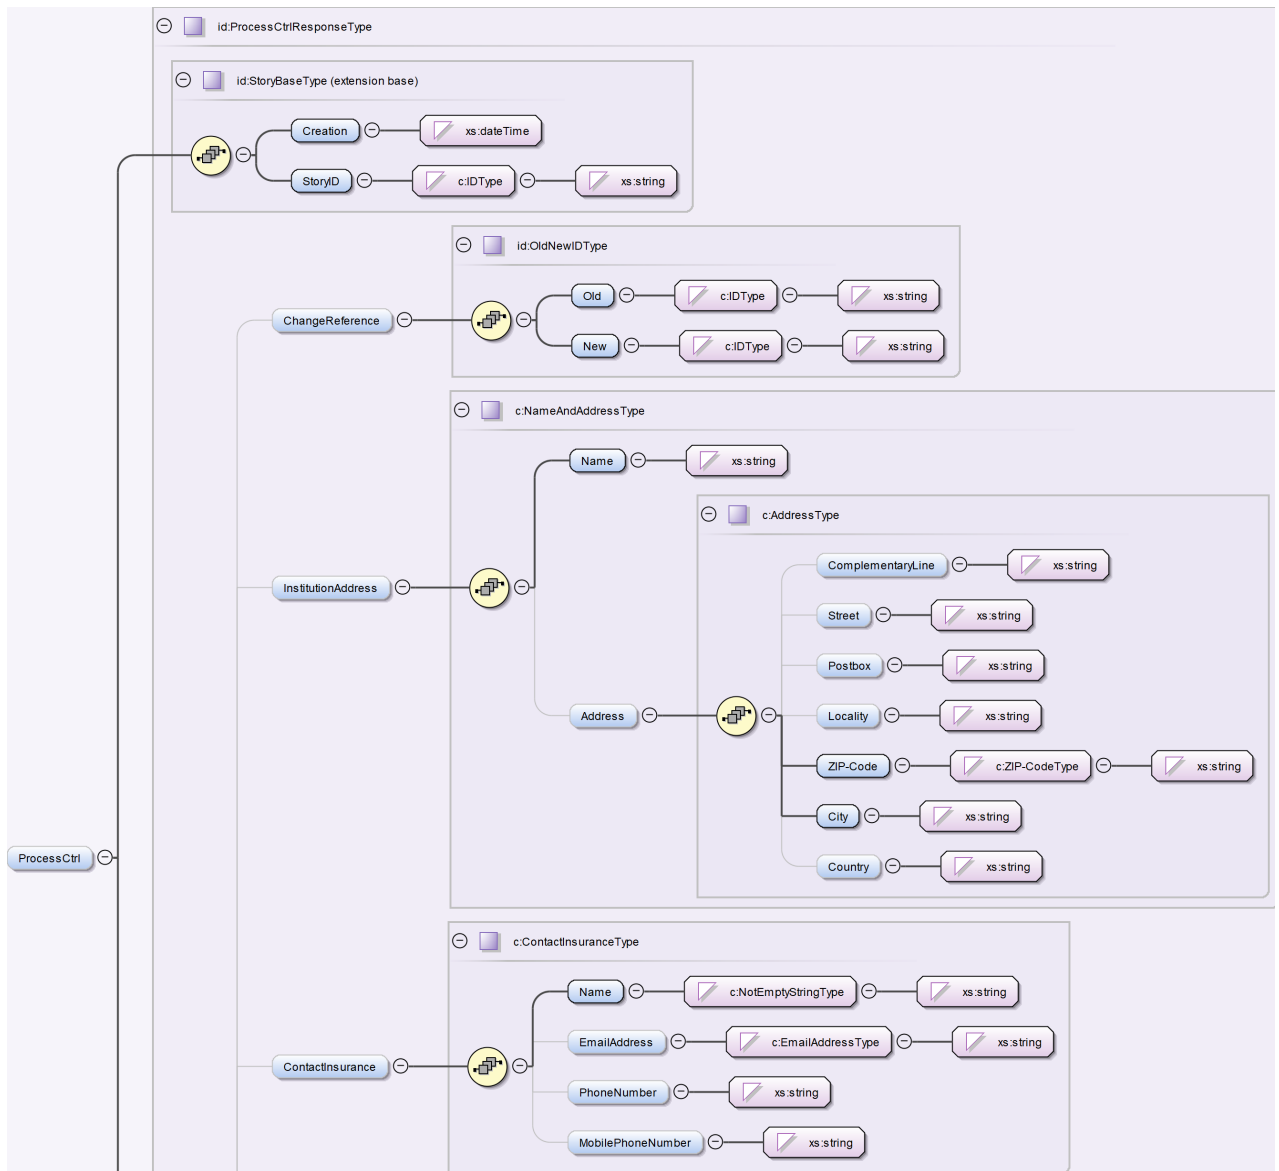 id:ProcessCtrlResponseType
id:StoryBaseType (extension base)
Creation xs:dateTime
StoryID c:IDType xs:string
id:OldNewIDType
Old c:IDType xs:string
ChangeReference
New c:IDType xs:string
c:NameAndAddressType
Name xs:string
c:AddressType
ComplementaryLine xs:string
InstitutionAddress
Street xs:string
Postbox xs:string
Address Locality xs:string
ZIP-Code c:ZIP-CodeType xs:string
City xs:string
ProcessCtrl
Country xs:string
c:ContactInsuranceType
Name c:NotEmptyStringType xs:string
EmailAddress c:EmailAddressType xs:string
ContactInsurance
PhoneNumber xs:string
MobilePhoneNumber xs:string